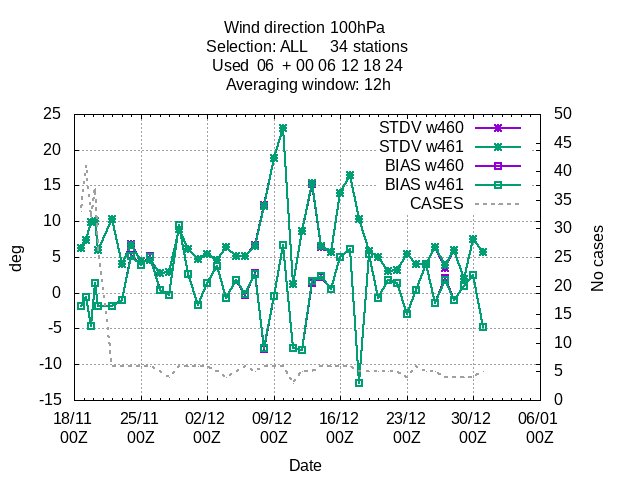 Wind direction 100hPa
Selection: ALL     34 stations
Used  06  + 00 06 12 18 24
Averaging window: 12h
STDV w460
STDV w461
BIAS w460
BIAS w461
CASES
25
20
15
10
5
0
-5
-10
-15
deg
50
45
40
35
30
25
20
15
10
5
0
No cases
18/11 25/11 02/12 09/12 16/12 23/12 30/12 06/01
00Z 00Z 00Z 00Z 00Z 00Z 00Z 00Z
Date